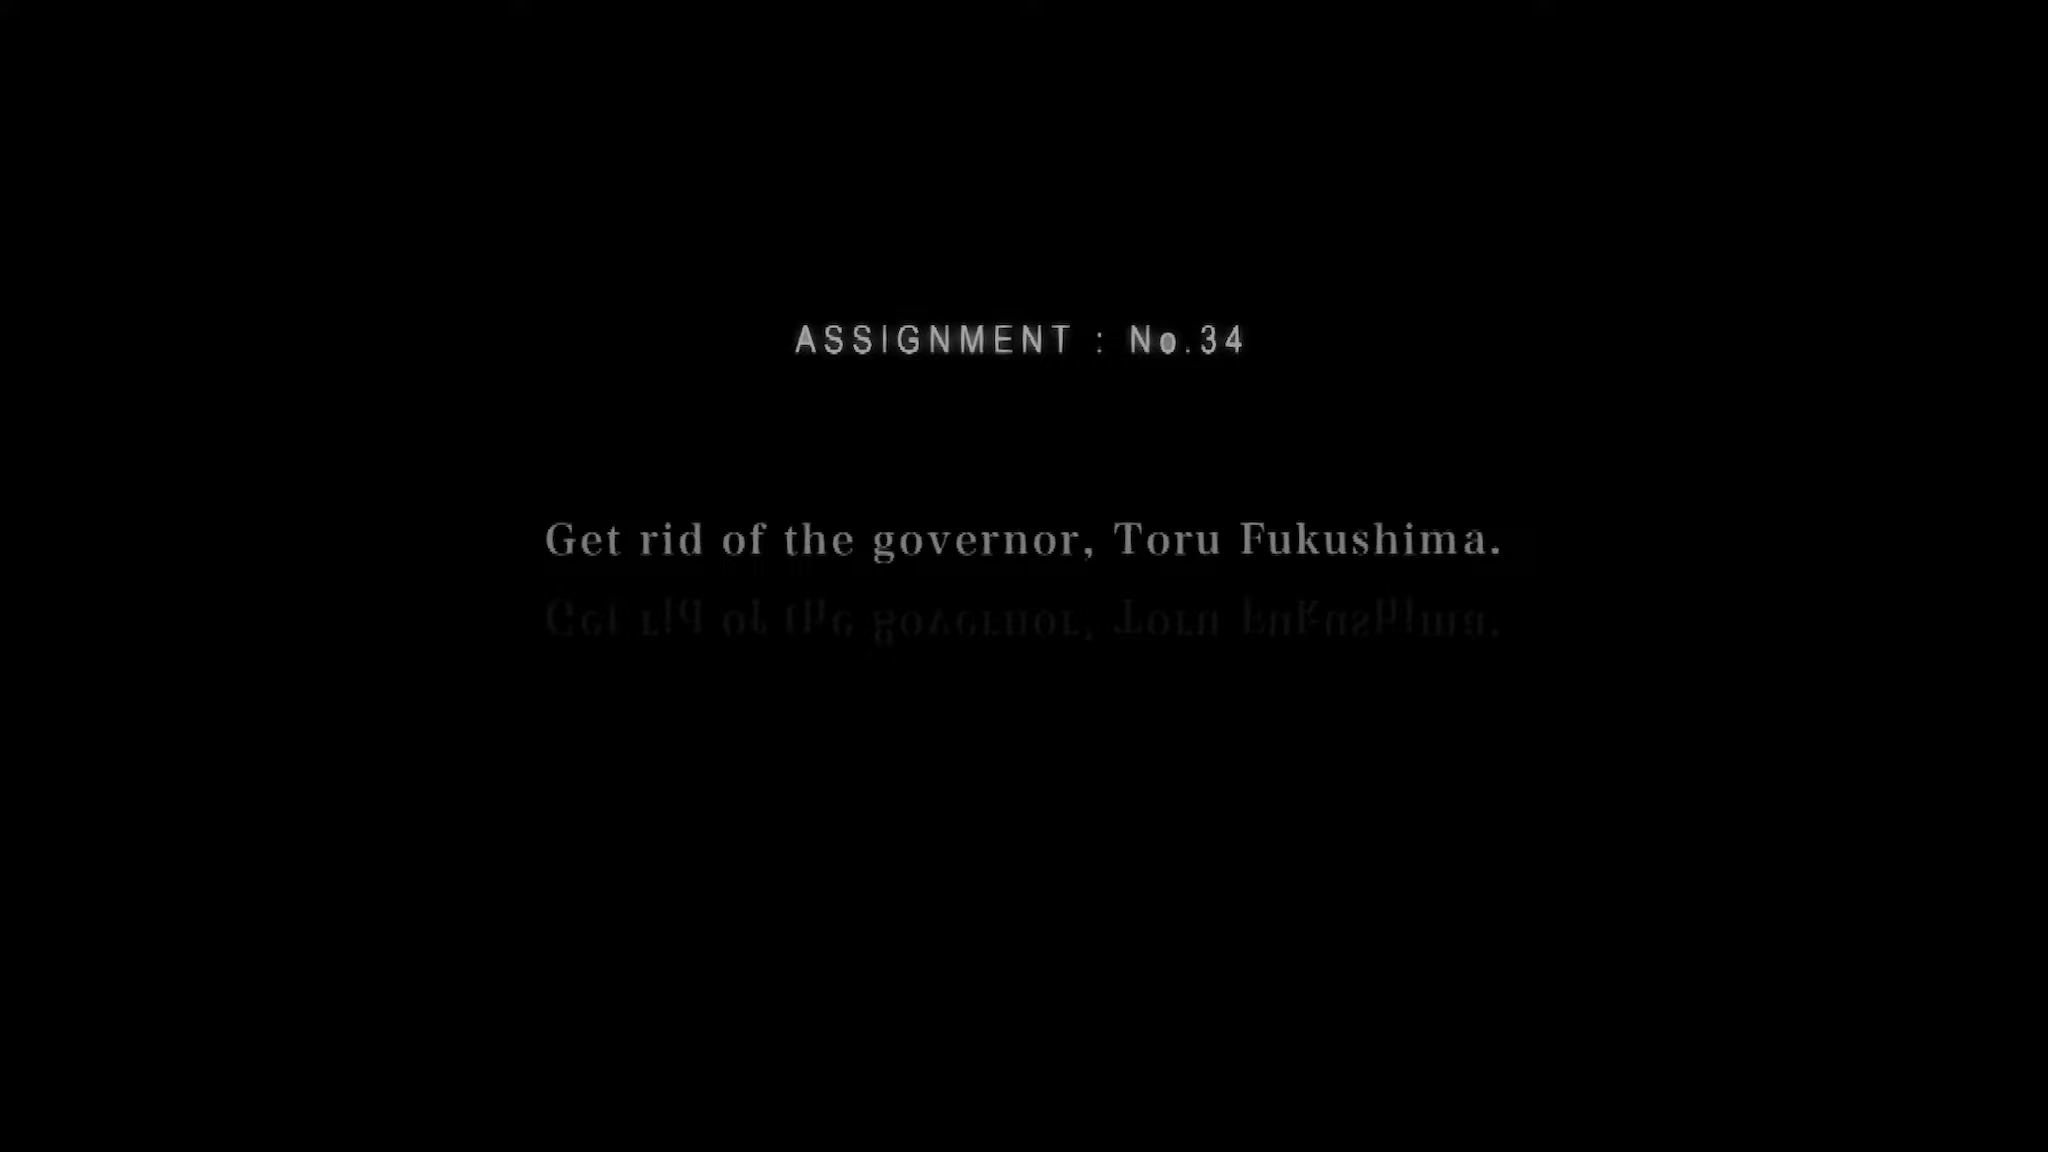 ASSIGNMENT : No.34
Get rid of the governor, Toru Fukushima.